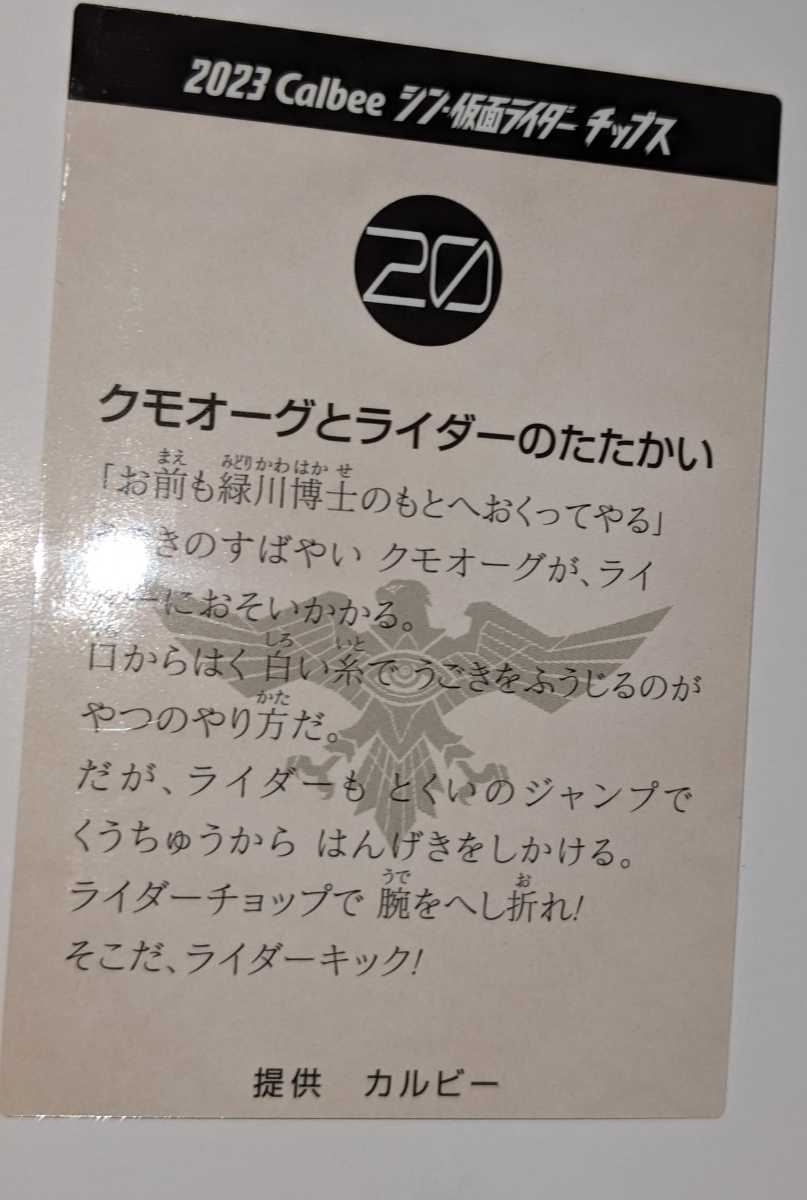 2023 Calbee シン・仮面ライダー チップス
20
クモオーグとライダーのたたかい
「お前も緑川博士のもとへおくってやる」
きのすばやい クモオーグが、ライ
ーにおそいかかる。
口からはく 白い糸で うごきをふうじるのが
やつのやり方だ。
だが、ライダーも とくいのジャンプで
くうちゅうから はんげきをしかける。
ライダーチョップで 腕をへし折れ!
そこだ、ライダーキック!
提供 カルビー